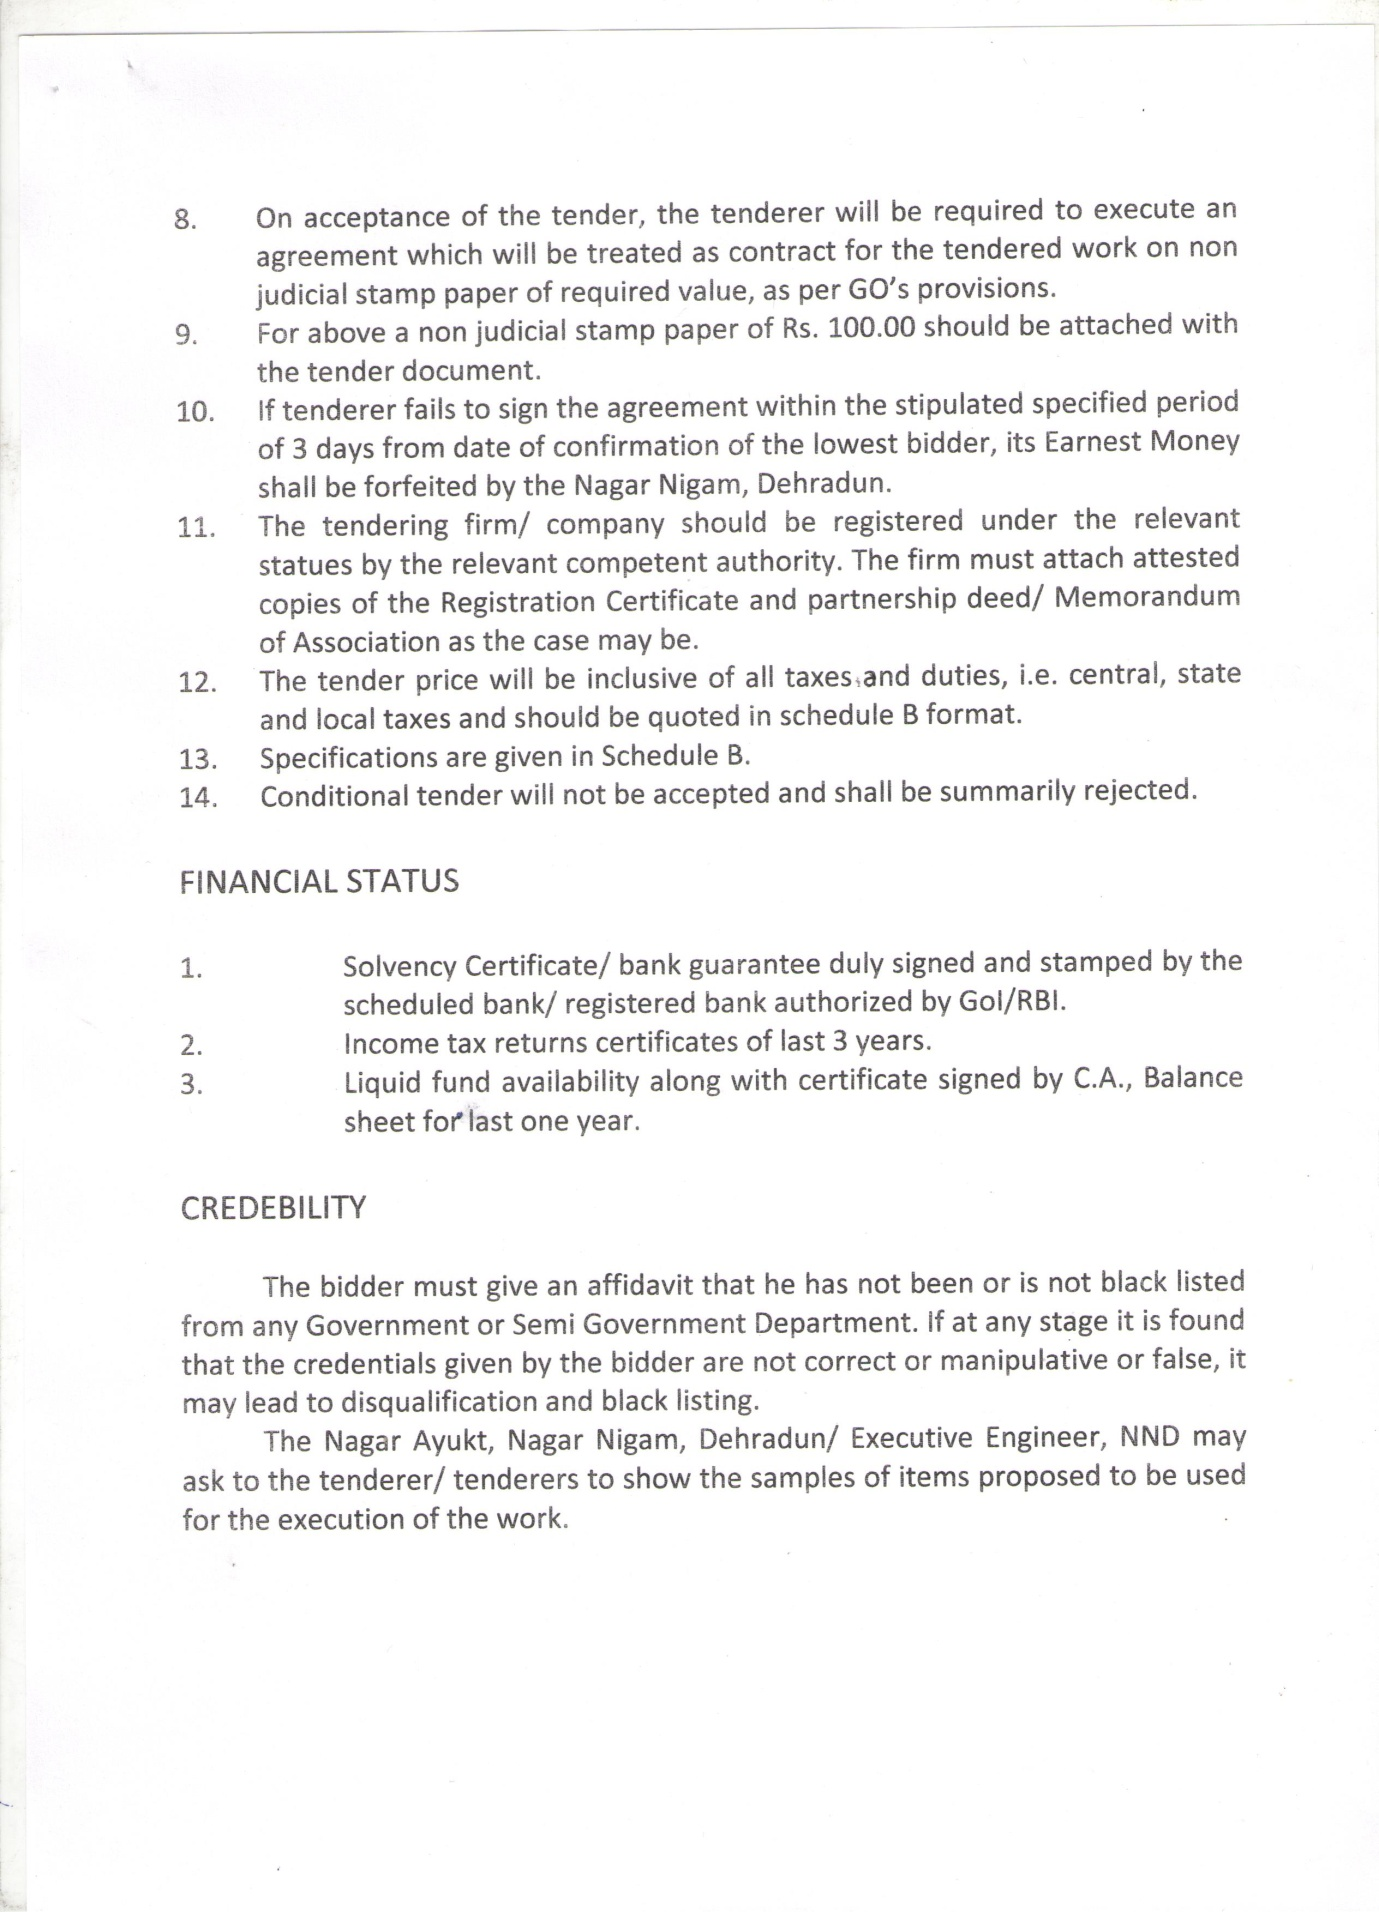 8. On acceptance of the tender, the tenderer will be required to execute an
agreement which will be treated as contract for the tendered work on non
judicial stamp paper of required value, as per GO's provisions.
9. For above a non judicial stamp paper of Rs. 100.00 should be attached with
the tender document.
10. If tenderer fails to sign the agreement within the stipulated specified period
of 3 days from date of confirmation of the lowest bidder, its Earnest Money
shall be forfeited by the Nagar Nigam, Dehradun.
11. The tendering firm/ company should be registered under the relevant
statues by the relevant competent authority. The firm must attach attested
copies of the Registration Certificate and partnership deed/ Memorandum
of Association as the case may be.
12. The tender price will be inclusive of all taxes and duties, i.e. central, state
and local taxes and should be quoted in schedule B format.
13. Specifications are given in Schedule B.
14. Conditional tender will not be accepted and shall be summarily rejected.
FINANCIAL STATUS
1. Solvency Certificate/ bank guarantee duly signed and stamped by the
scheduled bank/ registered bank authorized by GoI/RBI.
2. Income tax returns certificates of last 3 years.
3. Liquid fund availability along with certificate signed by C.A., Balance
sheet for last one year.
CREDEBILITY
The bidder must give an affidavit that he has not been or is not black listed
from any Government or Semi Government Department. If at any stage it is found
that the credentials given by the bidder are not correct or manipulative or false, it
may lead to disqualification and black listing.
The Nagar Ayukt, Nagar Nigam, Dehradun/ Executive Engineer, NND may
ask to the tenderer/ tenderers to show the samples of items proposed to be used
for the execution of the work.